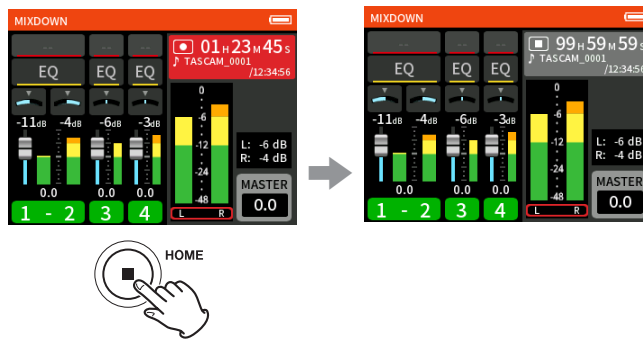 MIXDOWN
-- -- --
01H23M45s
TASCAM_0001
/12:34:56
EQ EQ EQ
-11dB -4dB -6dB -3dB
0
-6
-12
-24
-48
L: -6 dB
R: -4 dB
0.0 0.0 0.0
MASTER
0.0
1 - 2 3 4
L R
HOME
MIXDOWN
-- -- --
99H59M59s
TASCAM_0001
/12:34:56
EQ EQ EQ
-11dB -4dB -6dB -3dB
0
-6
-12
-24
-48
L: -6 dB
R: -4 dB
0.0 0.0 0.0
MASTER
0.0
1 - 2 3 4
L R